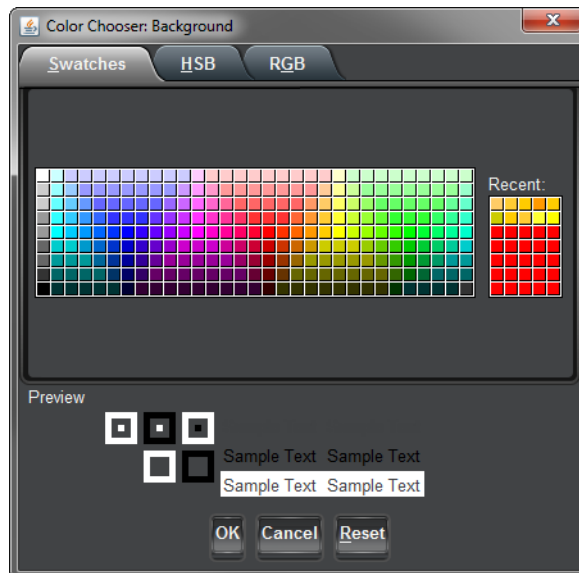 Color Chooser: Background
Swatches HSB RGB
Recent:
Preview
Sample Text Sample Text
Sample Text Sample Text
OK Cancel Reset